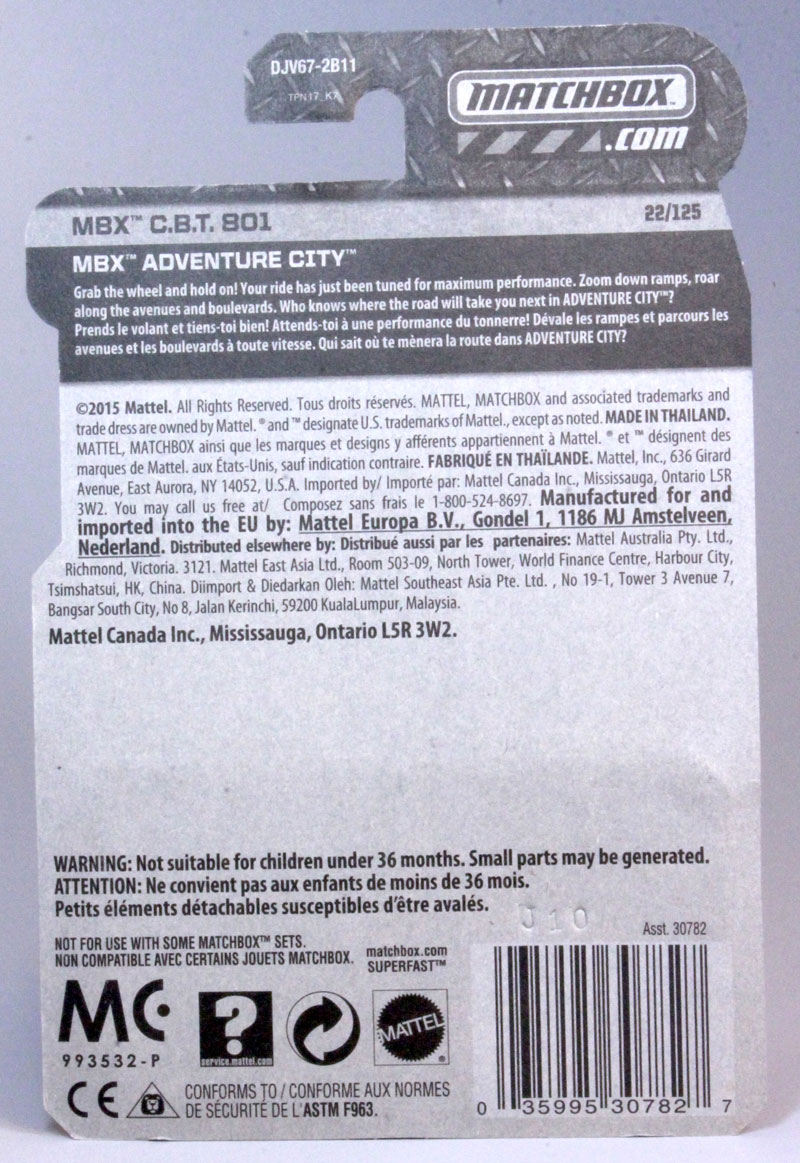 DJV67-2B11
TPN17_K7
MATCHBOX™
.com
MBX™ C.B.T. 801
22/125
MBX™ ADVENTURE CITY™
Grab the wheel and hold on! Your ride has just been tuned for maximum performance. Zoom down ramps, roar
along the avenues and boulevards. Who knows where the road will take you next in ADVENTURE CITY™?
Prends le volant et tiens-toi bien! Attends-toi à une performance du tonnerre! Dévale les rampes et parcours les
avenues et les boulevards à toute vitesse. Qui sait où te mènera la route dans ADVENTURE CITY?
©2015 Mattel. All Rights Reserved. Tous droits réservés. MATTEL, MATCHBOX and associated trademarks and
trade dress are owned by Mattel. ® and ™ designate U.S. trademarks of Mattel., except as noted. MADE IN THAILAND.
MATTEL, MATCHBOX ainsi que les marques et designs y afférents appartiennent à Mattel. ® et ™ désignent des
marques de Mattel. aux États-Unis, sauf indication contraire. FABRIQUÉ EN THAÏLANDE. Mattel, Inc., 636 Girard
Avenue, East Aurora, NY 14052, U.S.A. Imported by/ Importé par: Mattel Canada Inc., Mississauga, Ontario L5R
3W2. You may call us free at/ Composez sans frais le 1-800-524-8697. Manufactured for and
imported into the EU by: Mattel Europa B.V., Gondel 1, 1186 MJ Amstelveen,
Nederland. Distributed elsewhere by: Distribué aussi par les partenaires: Mattel Australia Pty. Ltd.,
Richmond, Victoria. 3121. Mattel East Asia Ltd., Room 503-09, North Tower, World Finance Centre, Harbour City,
Tsimshatsui, HK, China. Diimport & Diedarkan Oleh: Mattel Southeast Asia Pte. Ltd. , No 19-1, Tower 3 Avenue 7,
Bangsar South City, No 8, Jalan Kerinchi, 59200 KualaLumpur, Malaysia.
Mattel Canada Inc., Mississauga, Ontario L5R 3W2.
WARNING: Not suitable for children under 36 months. Small parts may be generated.
ATTENTION: Ne convient pas aux enfants de moins de 36 mois.
Petits éléments détachables susceptibles d'être avalés.
J10
Asst. 30782
NOT FOR USE WITH SOME MATCHBOX™ SETS.
NON COMPATIBLE AVEC CERTAINS JOUETS MATCHBOX.
matchbox.com
SUPERFAST™
MC
993532-P
?
service.mattel.com
MATTEL
®
CE
CONFORMS TO / CONFORME AUX NORMES
DE SÉCURITÉ DE L'ASTM F963.
0 35995 30782 7